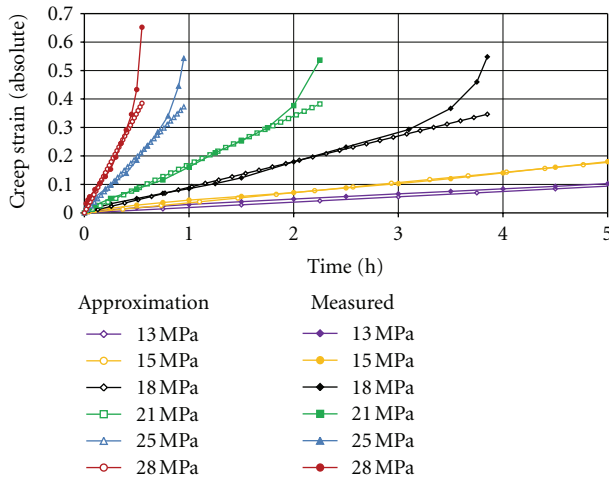 0.7
0.6
0.5
0.4
0.3
0.2
0.1
0
Creep strain (absolute)
0 1 2 3 4 5
Time (h)
Approximation Measured
13 MPa 13 MPa
15 MPa 15 MPa
18 MPa 18 MPa
21 MPa 21 MPa
25 MPa 25 MPa
28 MPa 28 MPa